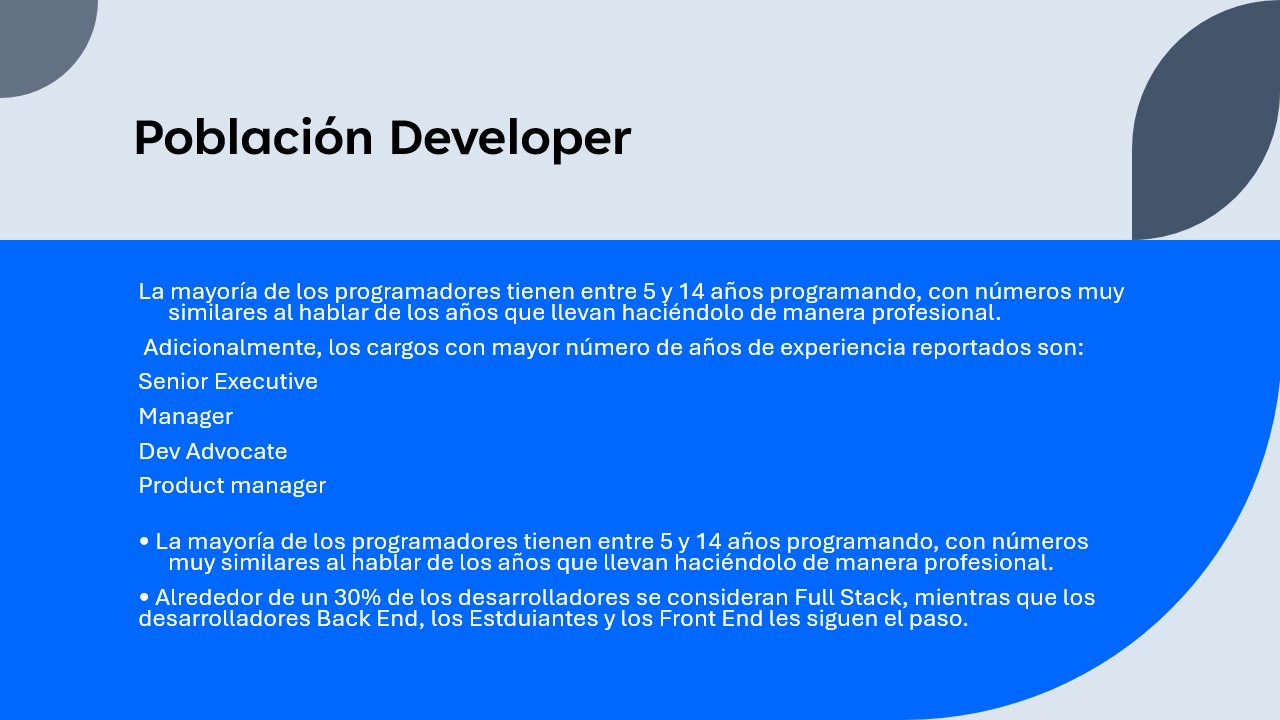 Población Developer
La mayoría de los programadores tienen entre 5 y 14 años programando, con números muy
similares al hablar de los años que llevan haciéndolo de manera profesional.
Adicionalmente, los cargos con mayor número de años de experiencia reportados son:
Senior Executive
Manager
Dev Advocate
Product manager
• La mayoría de los programadores tienen entre 5 y 14 años programando, con números
muy similares al hablar de los años que llevan haciéndolo de manera profesional.
• Alrededor de un 30% de los desarrolladores se consideran Full Stack, mientras que los
desarrolladores Back End, los Estduiantes y los Front End les siguen el paso.